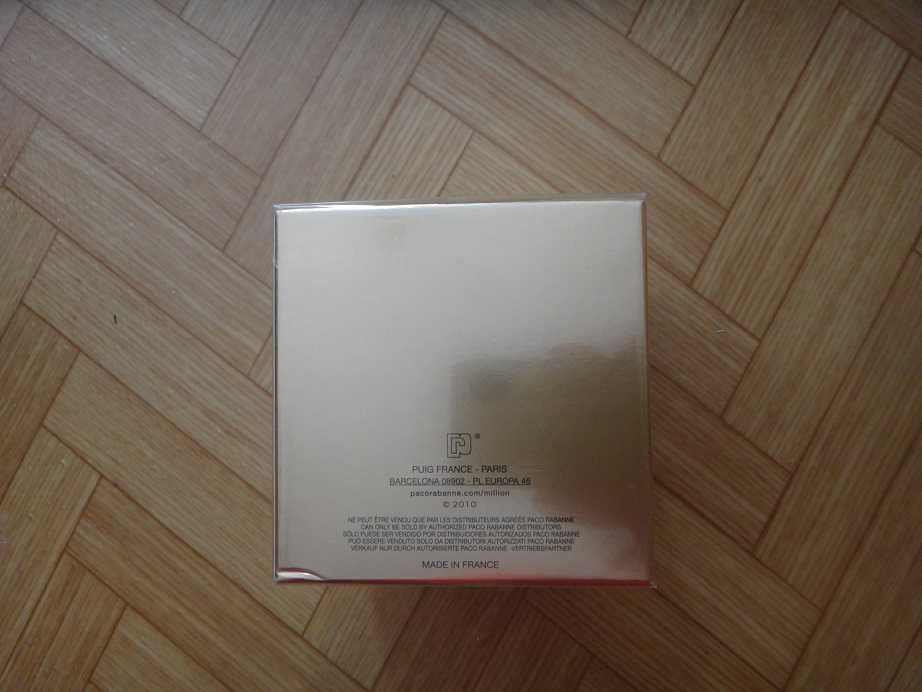 ®
PUIG FRANCE - PARIS
BARCELONA 08902 - PL EUROPA 46
pacorabanne.com/million
© 2010
NE PEUT ÊTRE VENDU QUE PAR LES DISTRIBUTEURS AGREÉS PACO RABANNE
CAN ONLY BE SOLD BY AUTHORIZED PACO RABANNE DISTRIBUTORS
SOLO PUEDE SER VENDIDO POR DISTRIBUIDORES AUTORIZADOS PACO RABANNE
PUÒ ESSERE VENDUTO SOLO DA DISTRIBUTORI AUTORIZZATI PACO RABANNE
VERKAUF NUR DURCH AUTORISIERTE PACO RABANNE -VERTRIEBSPARTNER
MADE IN FRANCE